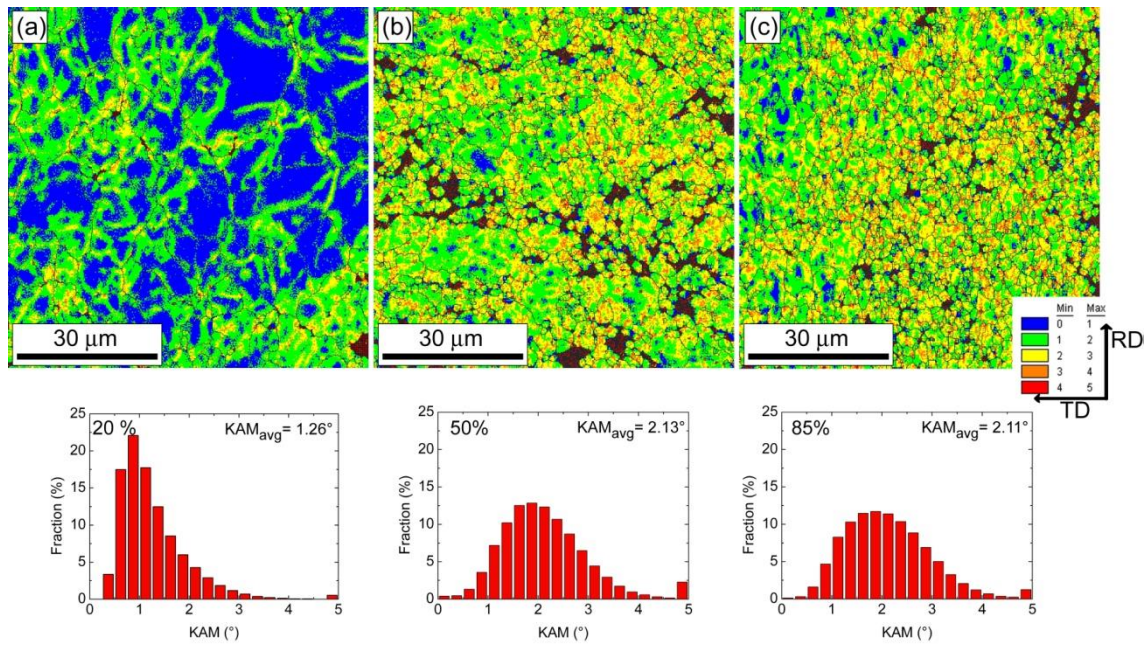 (a)
(b)
(c)
30 μm
30 μm
30 μm
Min Max
0 1
1 2
2 3
3 4
4 5
RD
TD
20 %
KAMavg= 1.26°
25
20
15
10
5
0
0 1 2 3 4 5
Fraction (%)
KAM (°)
50%
KAMavg= 2.13°
25
20
15
10
5
0
0 1 2 3 4 5
Fraction (%)
KAM (°)
85%
KAMavg= 2.11°
25
20
15
10
5
0
0 1 2 3 4 5
Fraction (%)
KAM (°)